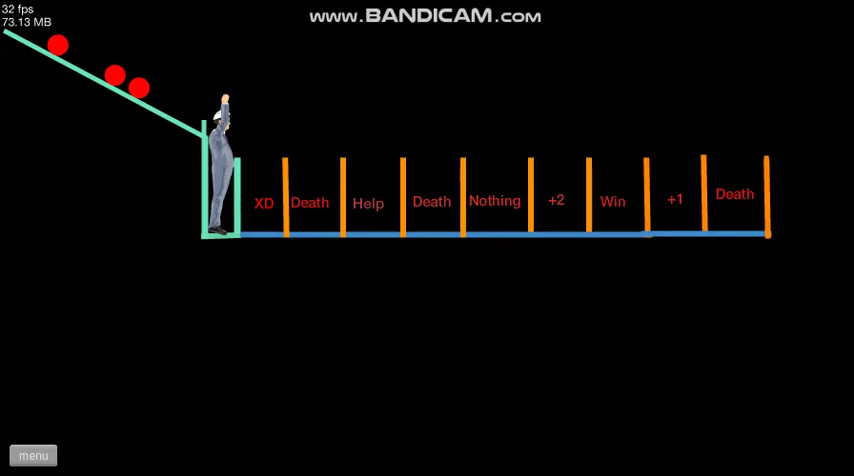 32 fps
73.13 MB
www.BANDICAM.com
XD
Death
Help
Death
Nothing
+2
Win
+1
Death
menu